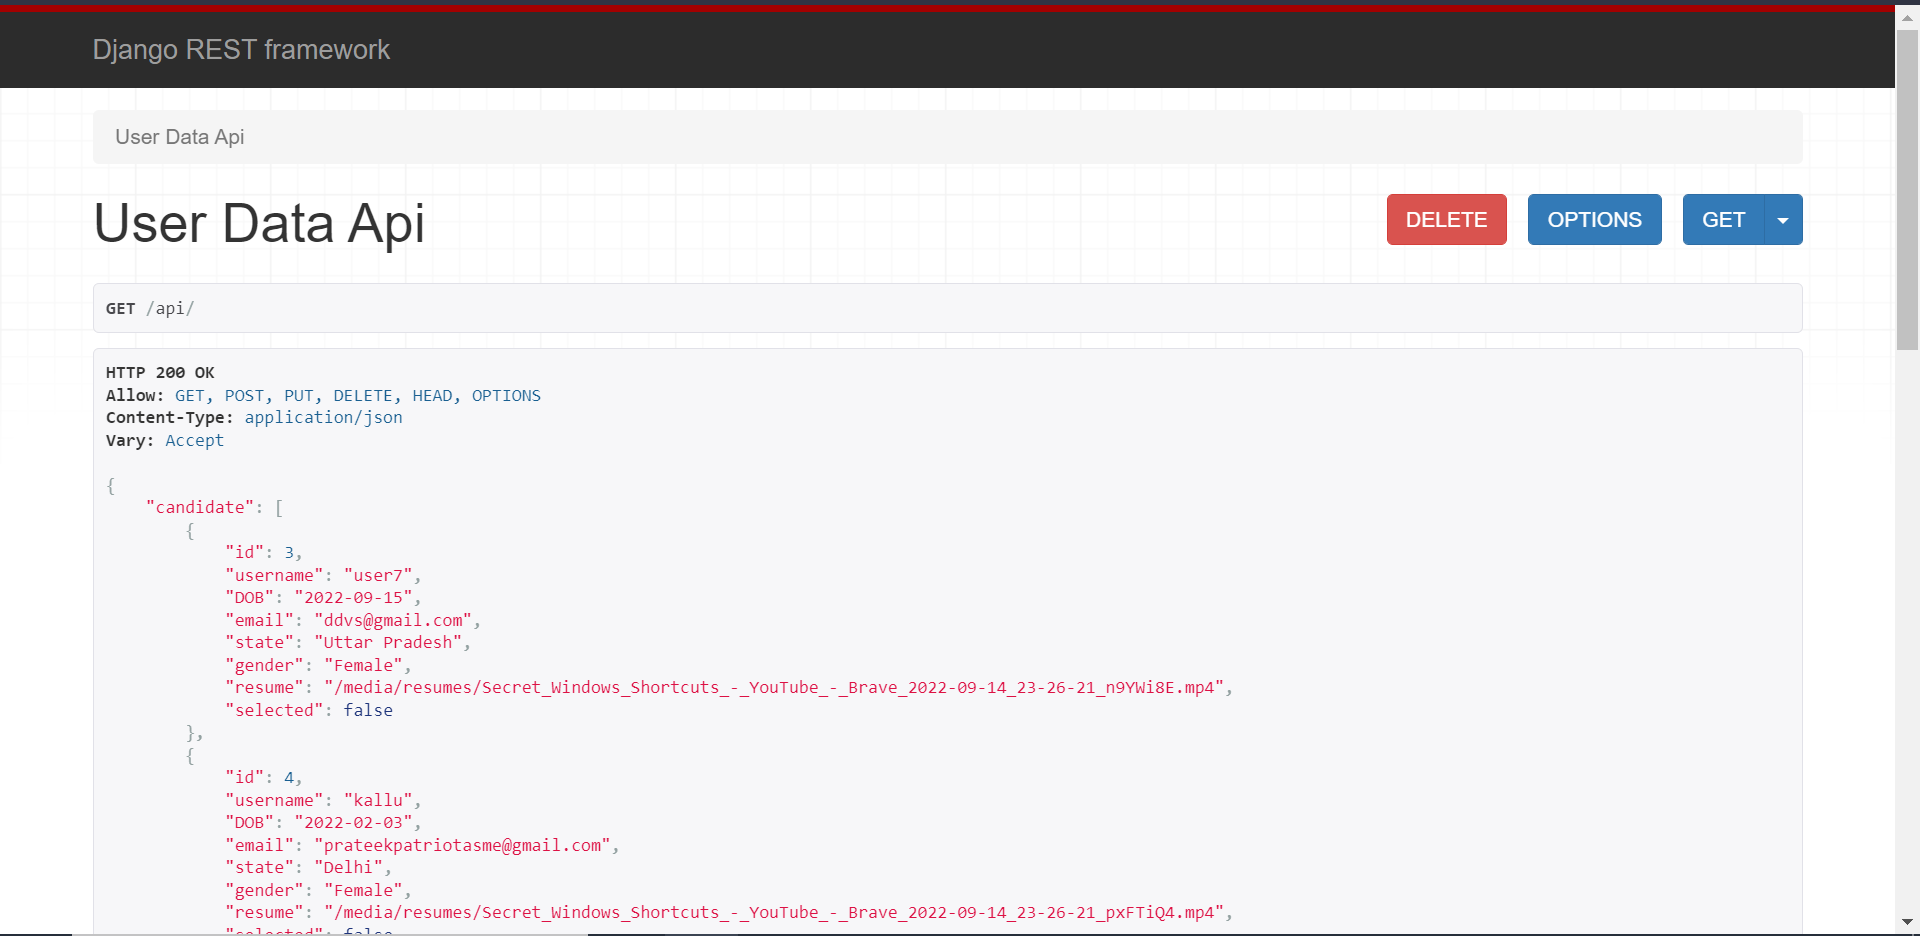 Django REST framework
User Data Api
User Data Api
DELETE
OPTIONS
GET
GET /api/
HTTP 200 OK
Allow: GET, POST, PUT, DELETE, HEAD, OPTIONS
Content-Type: application/json
Vary: Accept
{
    "candidate": [
        {
            "id": 3,
            "username": "user7",
            "DOB": "2022-09-15",
            "email": "ddvs@gmail.com",
            "state": "Uttar Pradesh",
            "gender": "Female",
            "resume": "/media/resumes/Secret_Windows_Shortcuts_-_YouTube_-_Brave_2022-09-14_23-26-21_n9YWi8E.mp4",
            "selected": false
        },
        {
            "id": 4,
            "username": "kallu",
            "DOB": "2022-02-03",
            "email": "prateekpatriotasme@gmail.com",
            "state": "Delhi",
            "gender": "Female",
            "resume": "/media/resumes/Secret_Windows_Shortcuts_-_YouTube_-_Brave_2022-09-14_23-26-21_pxFTiQ4.mp4",
            "selected": false